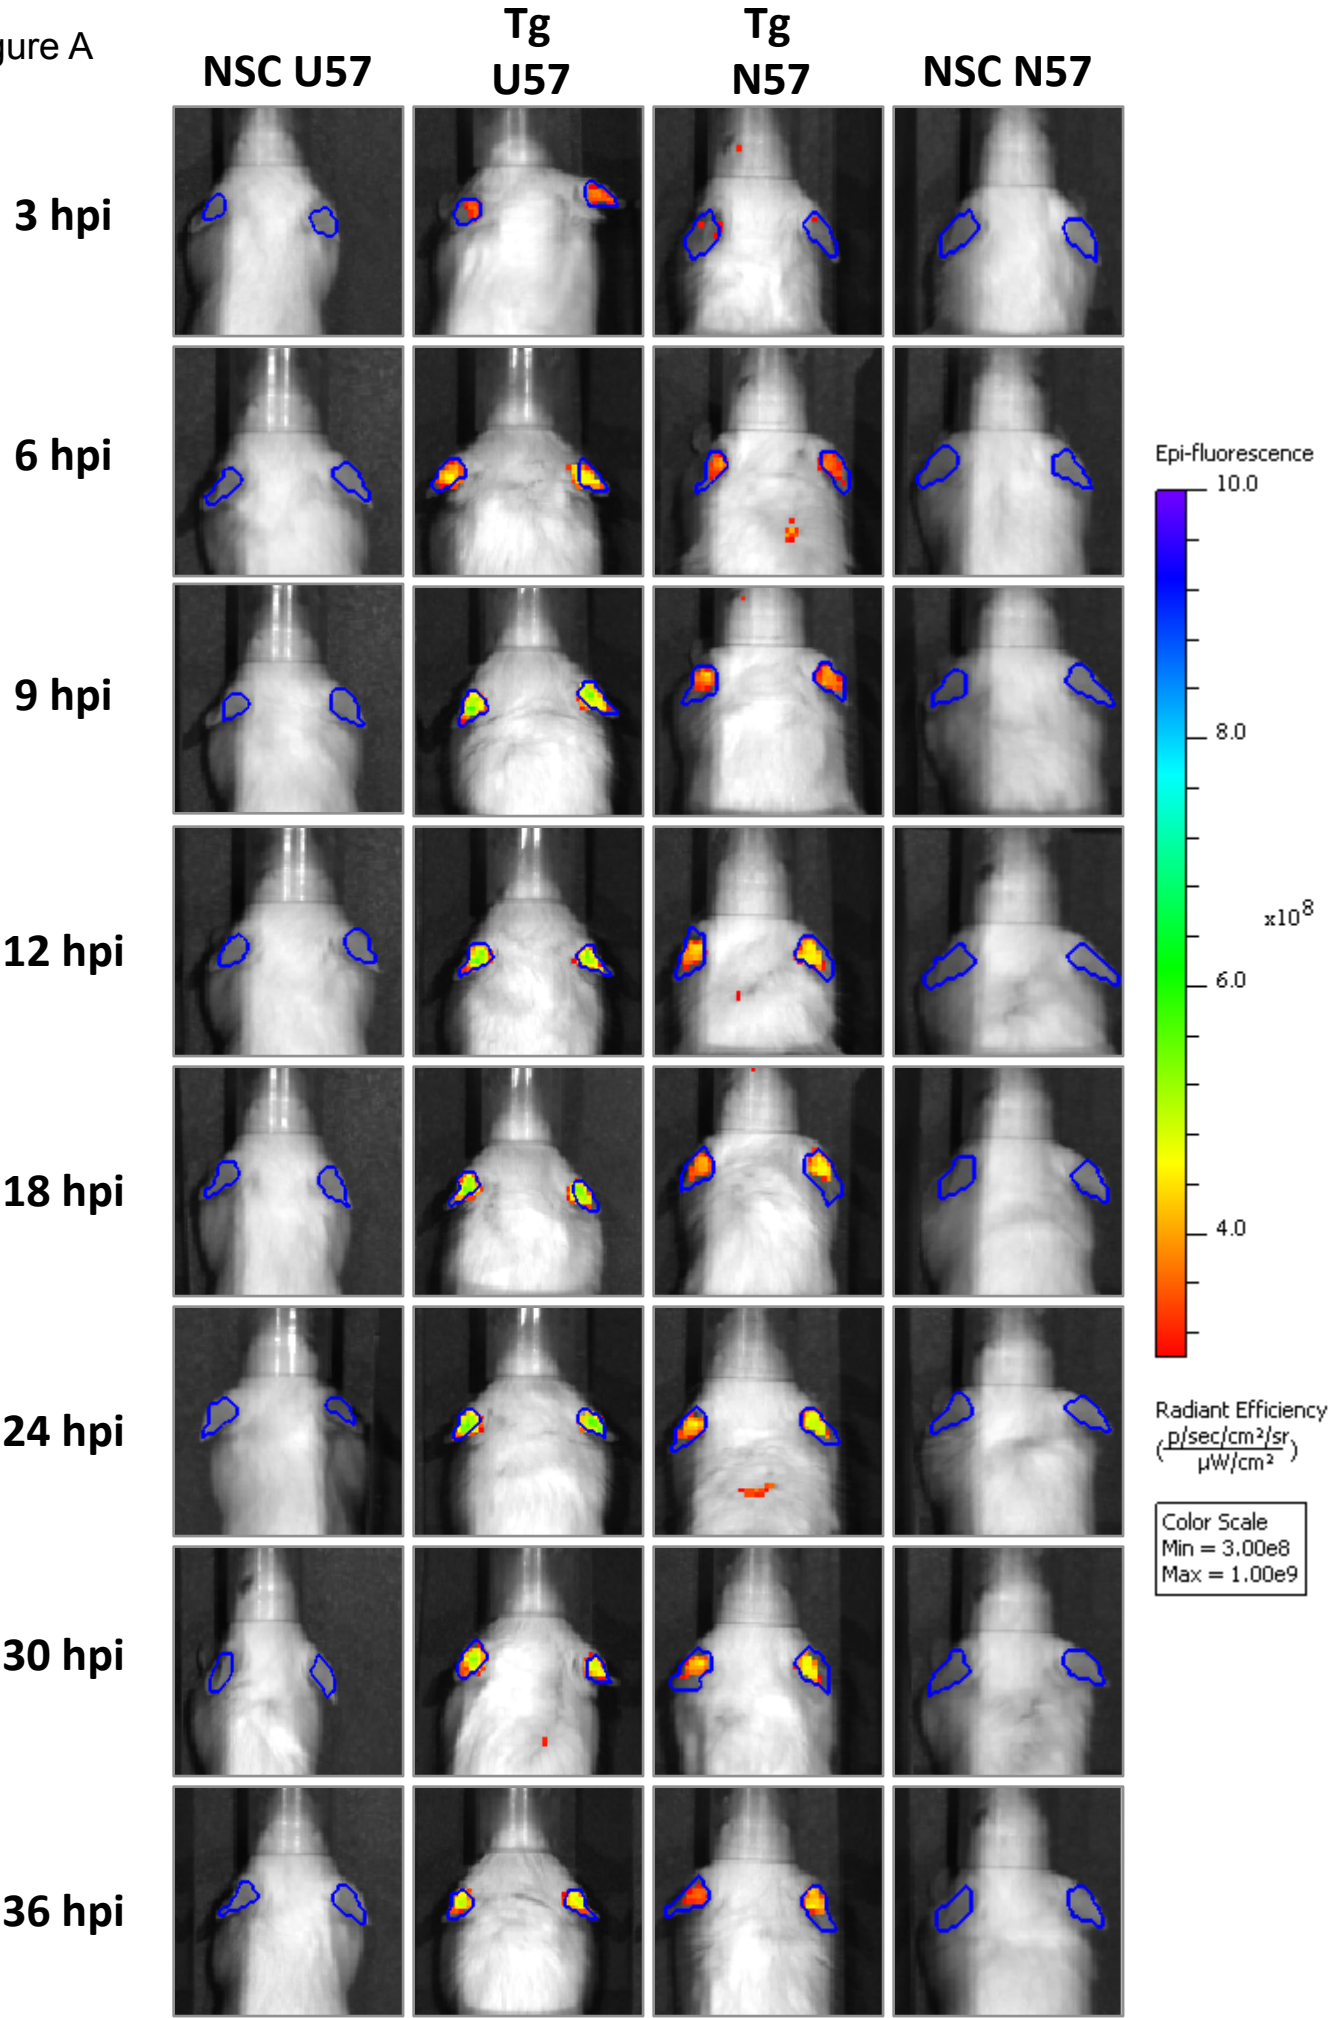 gure A
NSC U57
Tg
U57
Tg
N57
NSC N57
3 hpi
6 hpi
9 hpi
12 hpi
18 hpi
24 hpi
30 hpi
36 hpi
Epi-fluorescence
10.0
8.0
x10⁸
6.0
4.0
Radiant Efficiency
(p/sec/cm²/sr
µW/cm²)
Color Scale
Min = 3.00e8
Max = 1.00e9